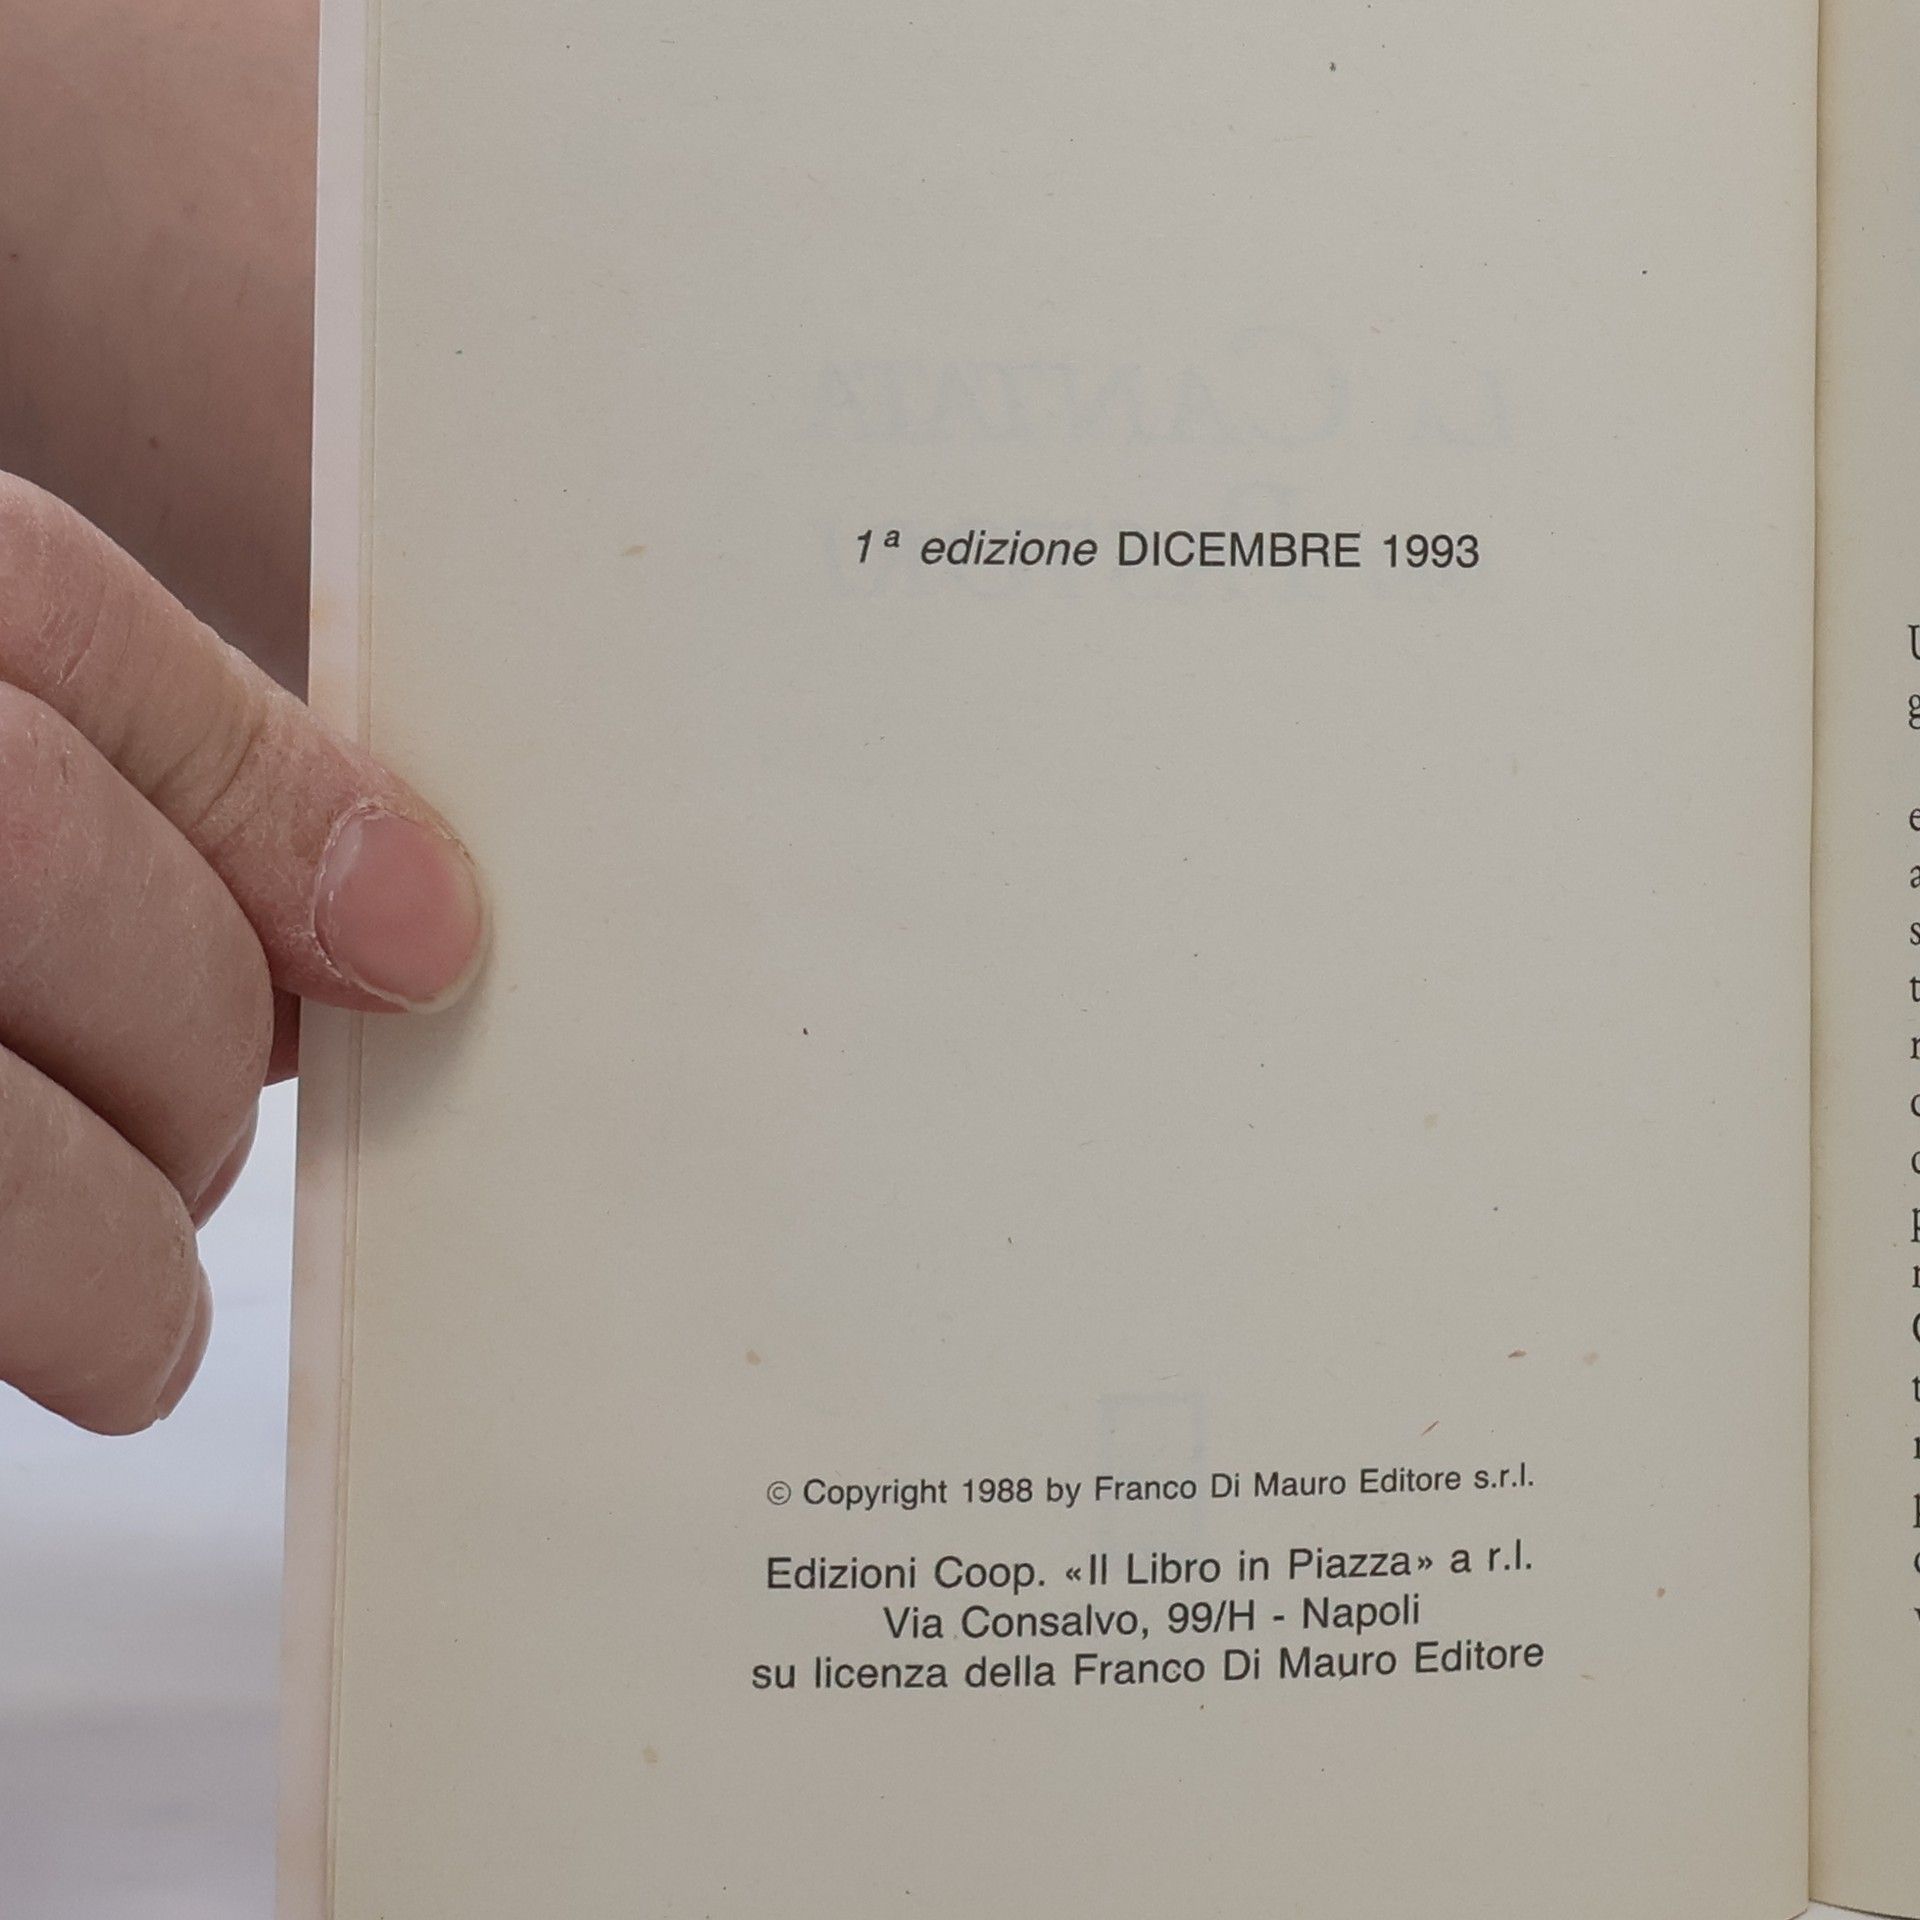 1ª edizione DICEMBRE 1993
© Copyright 1988 by Franco Di Mauro Editore s.r.l.
Edizioni Coop. «Il Libro in Piazza» a r.l.
Via Consalvo, 99/H - Napoli
su licenza della Franco Di Mauro Editore